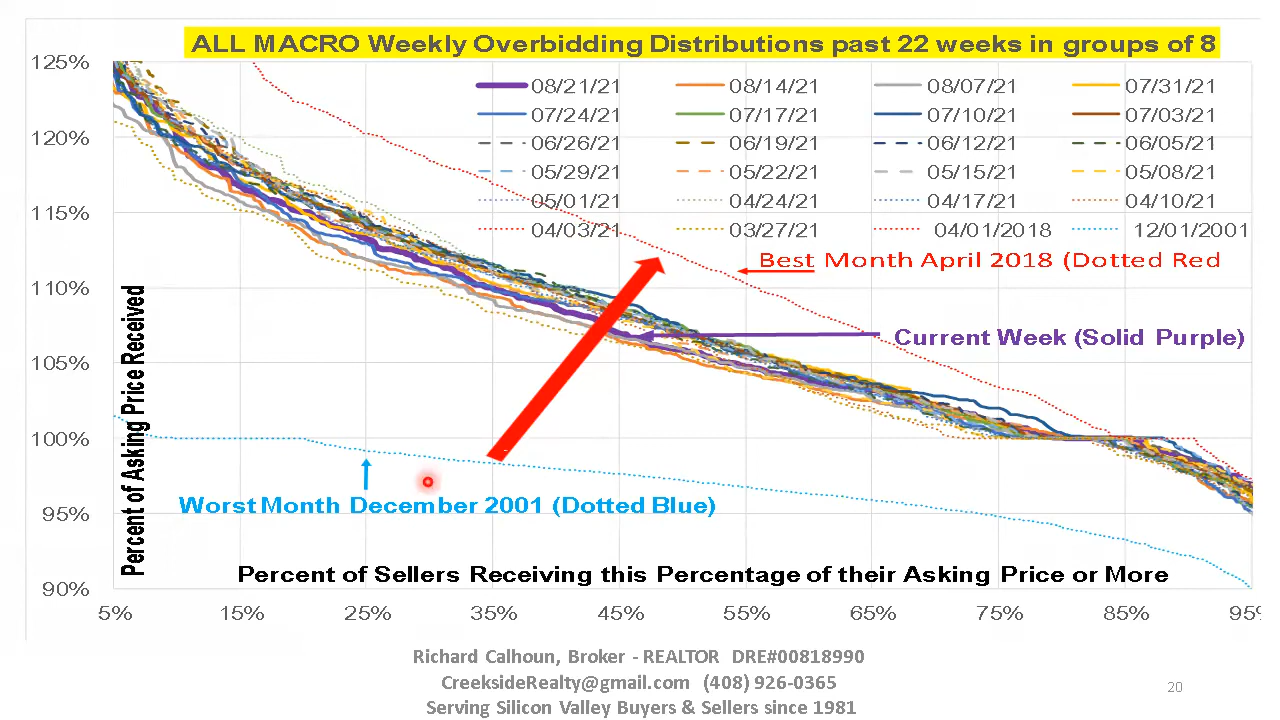 ALL MACRO Weekly Overbidding Distributions past 22 weeks in groups of 8
125%
120%
115%
110%
105%
100%
95%
90%
Percent of Asking Price Received
08/21/21 08/14/21 08/07/21 07/31/21
07/24/21 07/17/21 07/10/21 07/03/21
06/26/21 06/19/21 06/12/21 06/05/21
05/29/21 05/22/21 05/15/21 05/08/21
05/01/21 04/24/21 04/17/21 04/10/21
04/03/21 03/27/21 04/01/2018 12/01/2001
Best Month April 2018 (Dotted Red
Current Week (Solid Purple)
Worst Month December 2001 (Dotted Blue)
Percent of Sellers Receiving this Percentage of their Asking Price or More
5% 15% 25% 35% 45% 55% 65% 75% 85% 95%
Richard Calhoun, Broker - REALTOR DRE#00818990
CreeksideRealty@gmail.com (408) 926-0365
Serving Silicon Valley Buyers & Sellers since 1981
20